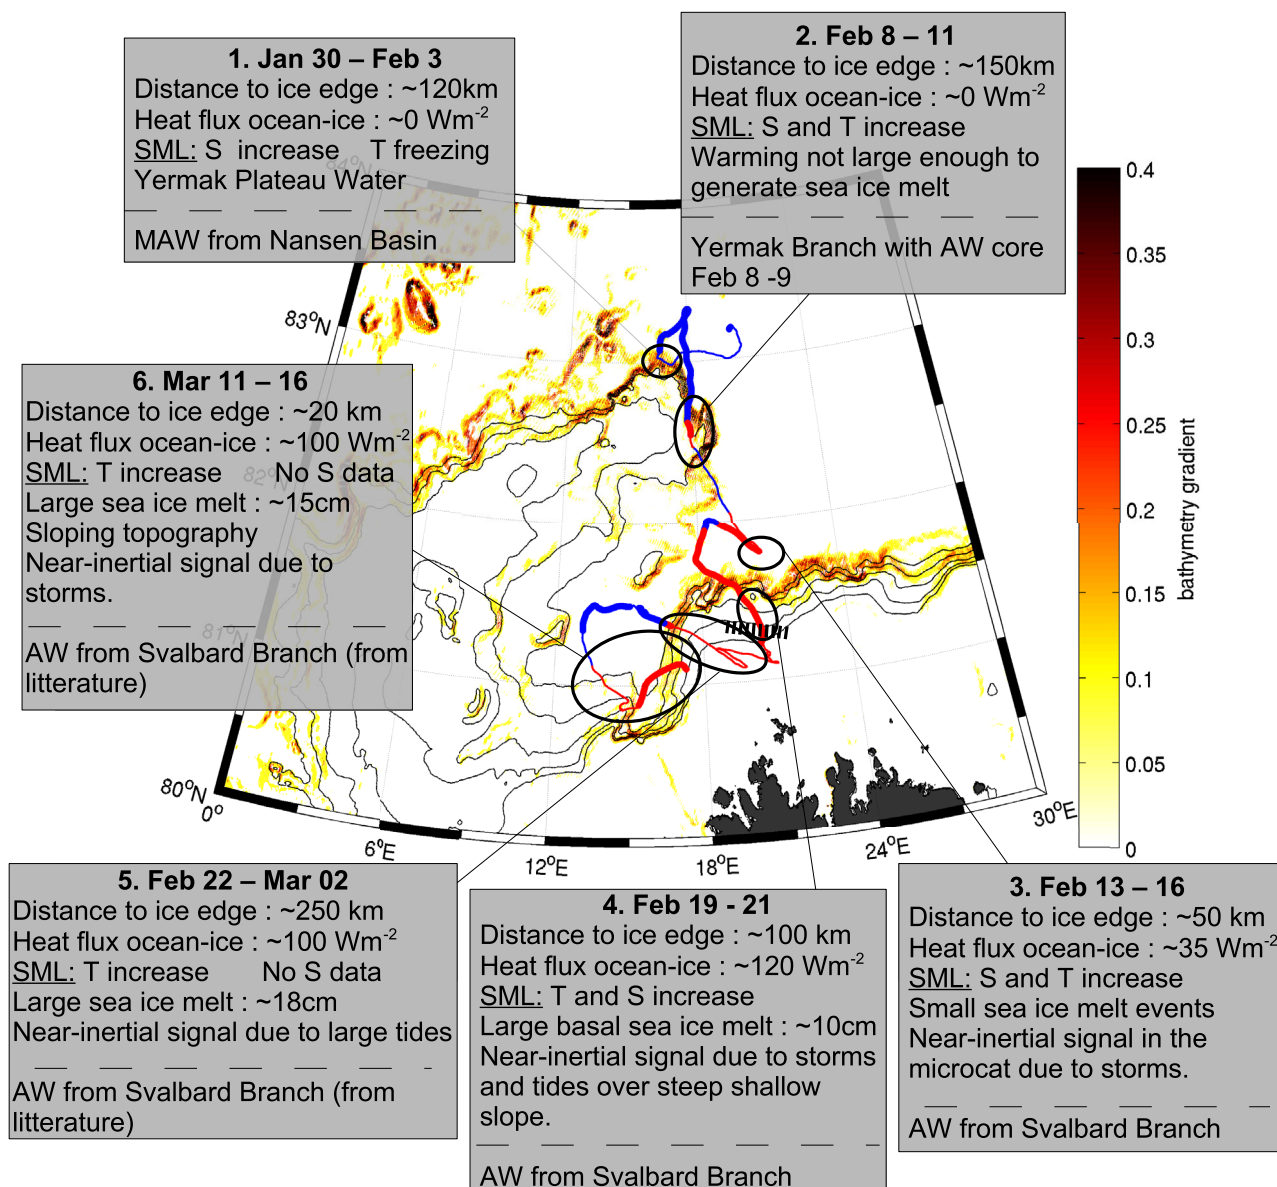 1. Jan 30 – Feb 3
Distance to ice edge : ~120km
Heat flux ocean-ice : ~0 Wm-2
SML: S increase T freezing
Yermak Plateau Water
MAW from Nansen Basin
2. Feb 8 – 11
Distance to ice edge : ~150km
Heat flux ocean-ice : ~0 Wm-2
SML: S and T increase
Warming not large enough to
generate sea ice melt
Yermak Branch with AW core
Feb 8 -9
6. Mar 11 – 16
Distance to ice edge : ~20 km
Heat flux ocean-ice : ~100 Wm-2
SML: T increase No S data
Large sea ice melt : ~15cm
Sloping topography
Near-inertial signal due to
storms.
AW from Svalbard Branch (from
litterature)
84oN
83oN
82oN
81oN
80oN
0o
6oE
12oE
18oE
24oE
30oE
0.4
0.35
0.3
0.25
0.2
0.15
0.1
0.05
0
bathymetry gradient
5. Feb 22 – Mar 02
Distance to ice edge : ~250 km
Heat flux ocean-ice : ~100 Wm-2
SML: T increase No S data
Large sea ice melt : ~18cm
Near-inertial signal due to large tides
AW from Svalbard Branch (from
litterature)
4. Feb 19 - 21
Distance to ice edge : ~100 km
Heat flux ocean-ice : ~120 Wm-2
SML: T and S increase
Large basal sea ice melt : ~10cm
Near-inertial signal due to storms
and tides over steep shallow
slope.
AW from Svalbard Branch
3. Feb 13 – 16
Distance to ice edge : ~50 km
Heat flux ocean-ice : ~35 Wm-2
SML: S and T increase
Small sea ice melt events
Near-inertial signal in the
microcat due to storms.
AW from Svalbard Branch